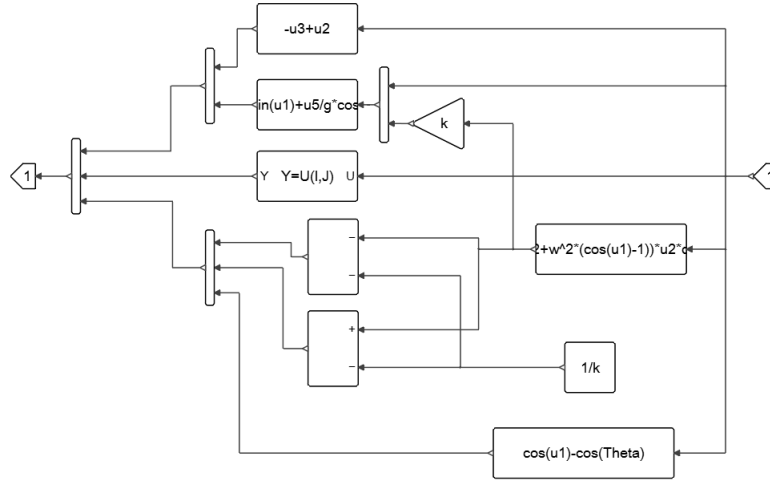 -u3+u2
in(u1)+u5/g*cos
k
1
Y Y=U(I,J) U
−
−
2+w^2*(cos(u1)-1))*u2*c
+
−
1/k
cos(u1)-cos(Theta)